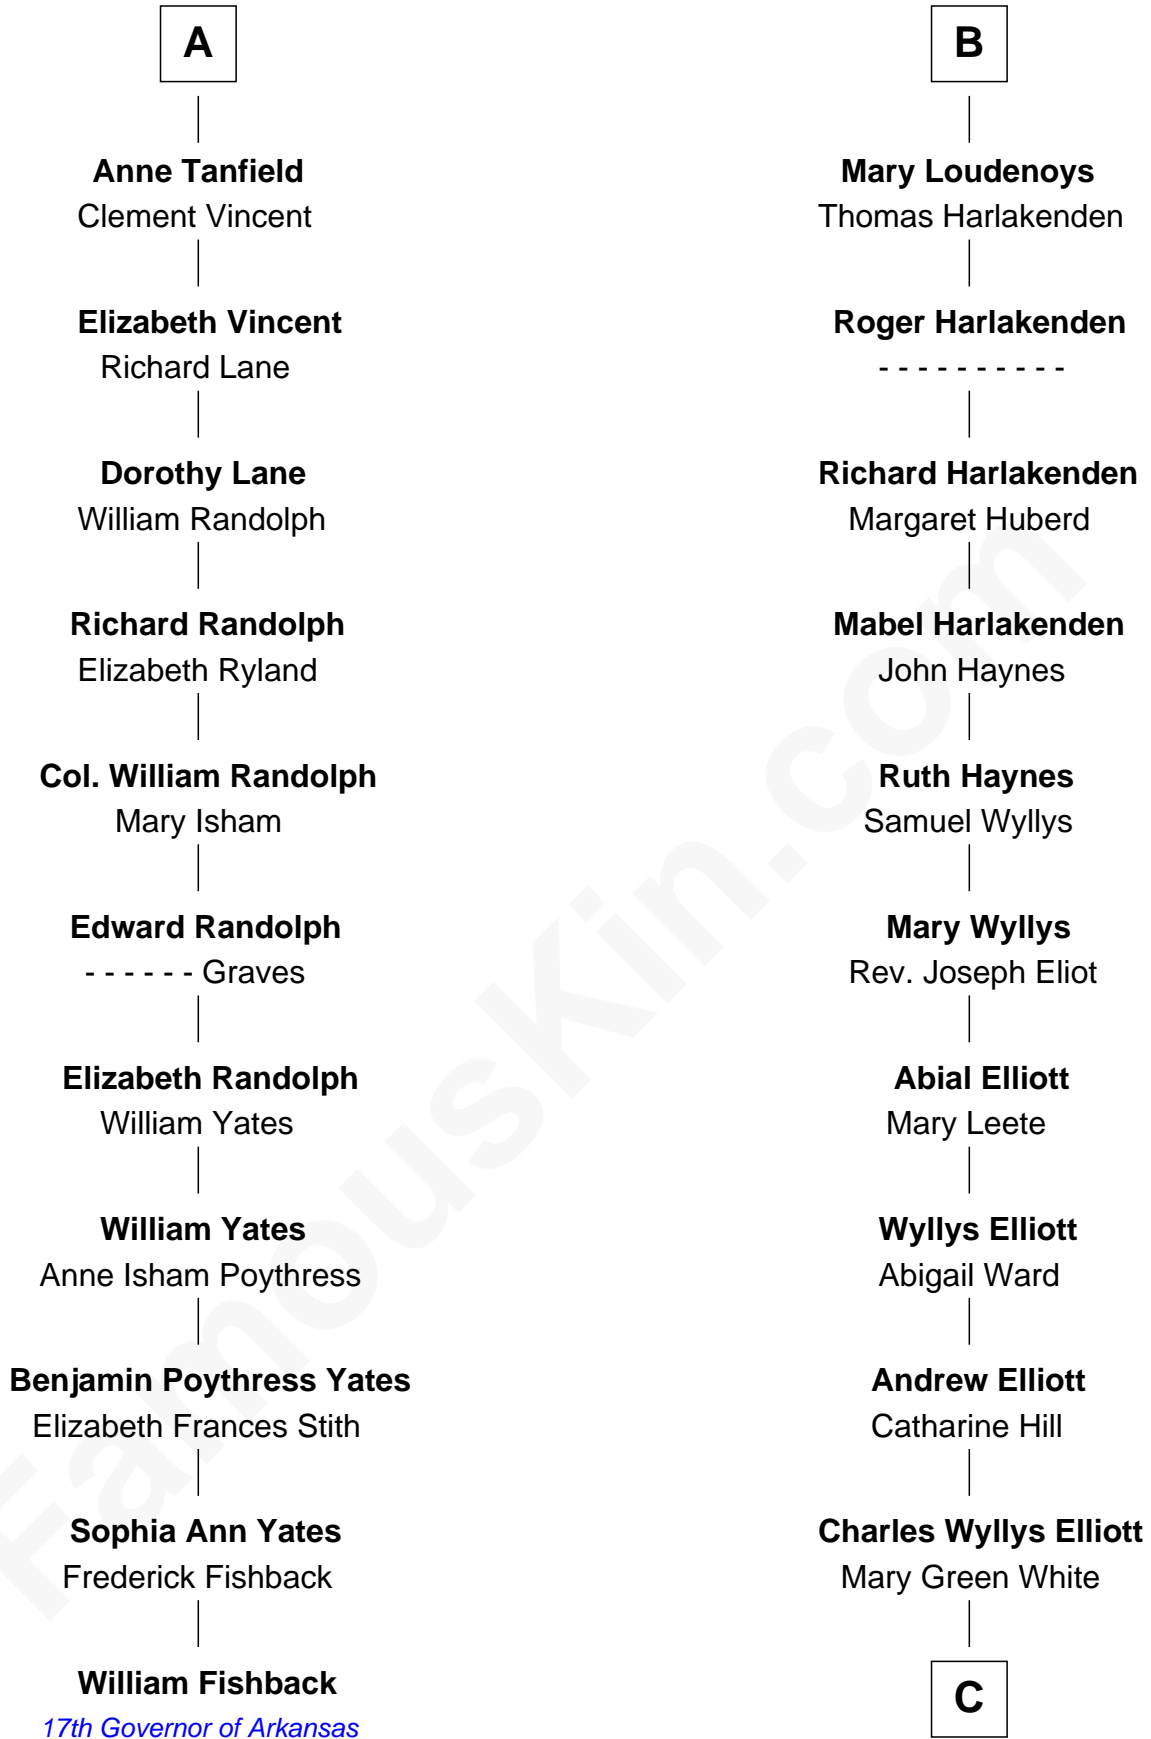 A
Anne Tanfield
Clement Vincent
Elizabeth Vincent
Richard Lane
Dorothy Lane
William Randolph
Richard Randolph
Elizabeth Ryland
Col. William Randolph
Mary Isham
Edward Randolph
- - - - - - Graves
Elizabeth Randolph
William Yates
William Yates
Anne Isham Poythress
Benjamin Poythress Yates
Elizabeth Frances Stith
Sophia Ann Yates
Frederick Fishback
William Fishback
17th Governor of Arkansas
B
Mary Loudenoys
Thomas Harlakenden
Roger Harlakenden
- - - - - - - - - -
Richard Harlakenden
Margaret Huberd
Mabel Harlakenden
John Haynes
Ruth Haynes
Samuel Wyllys
Mary Wyllys
Rev. Joseph Eliot
Abial Elliott
Mary Leete
Wyllys Elliott
Abigail Ward
Andrew Elliott
Catharine Hill
Charles Wyllys Elliott
Mary Green White
C
FamousKin.com